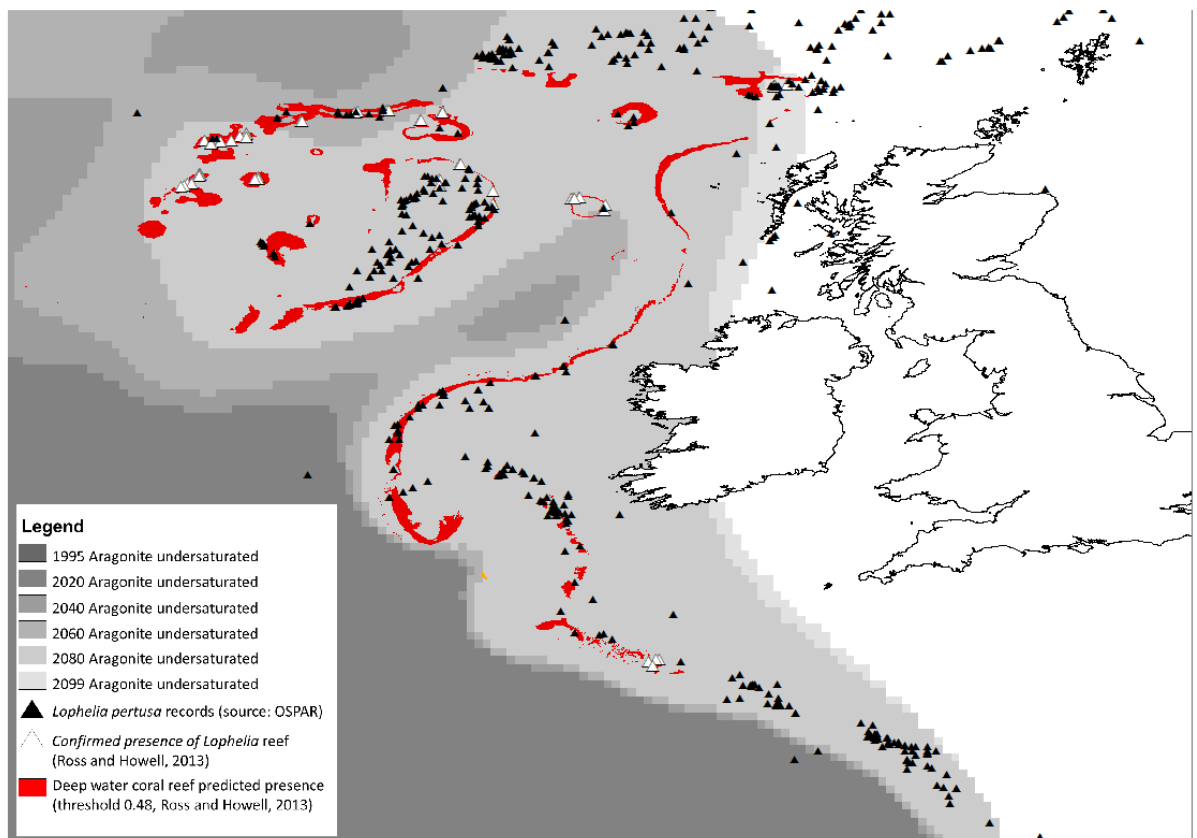 Legend
1995 Aragonite undersaturated
2020 Aragonite undersaturated
2040 Aragonite undersaturated
2060 Aragonite undersaturated
2080 Aragonite undersaturated
2099 Aragonite undersaturated
Lophelia pertusa records (source: OSPAR)
Confirmed presence of Lophelia reef
(Ross and Howell, 2013)
Deep water coral reef predicted presence
(threshold 0.48, Ross and Howell, 2013)